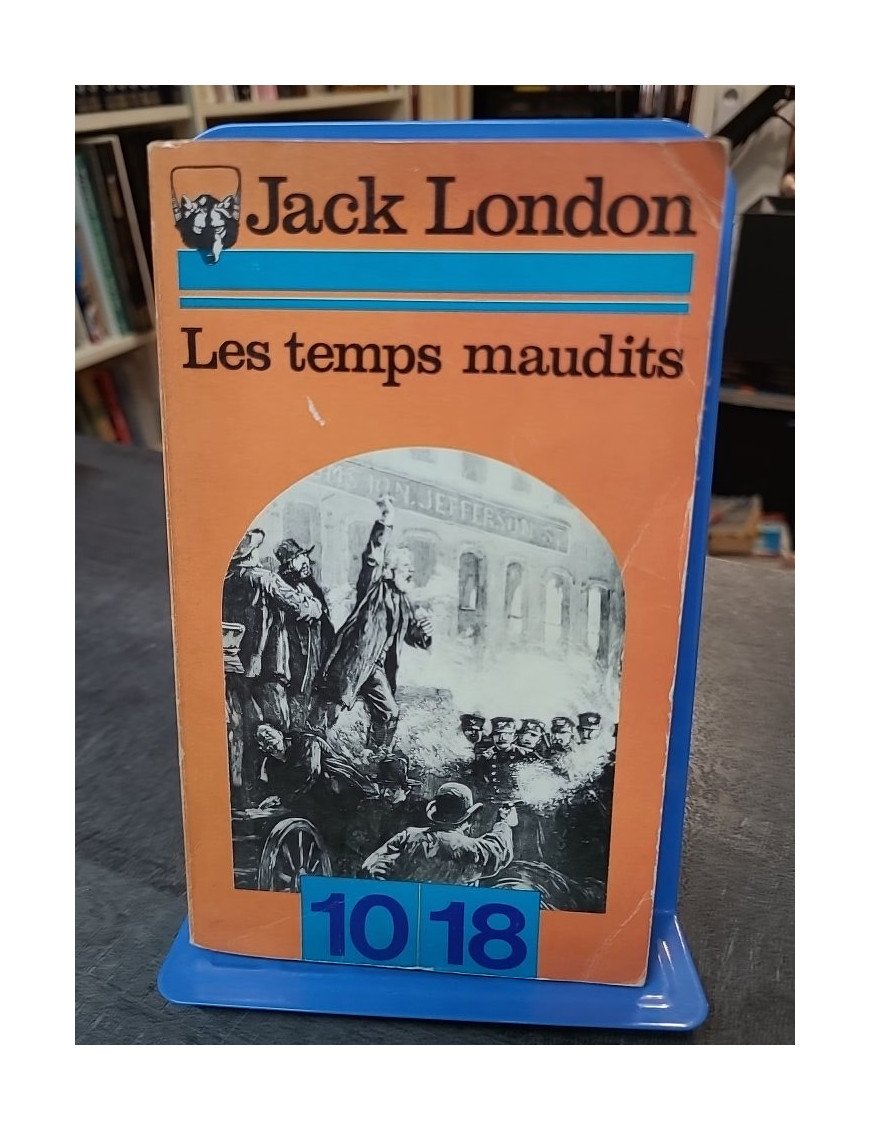 Jack London
Les temps maudits
JEFFERSON
10 18